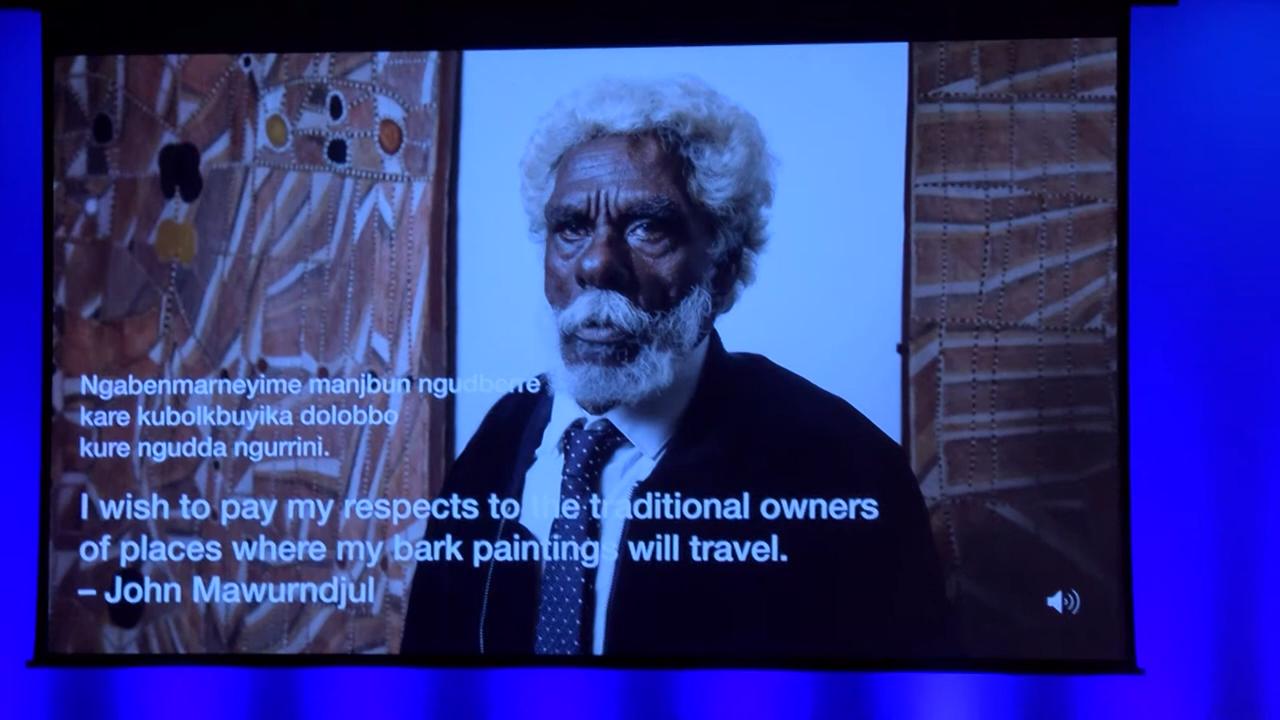 Ngabenmarneyime manjbun ngudborre
kare kubolkbuyika dolobbo
kure ngudda ngurrini.
I wish to pay my respects to the traditional owners
of places where my bark paintings will travel.
– John Mawurndjul